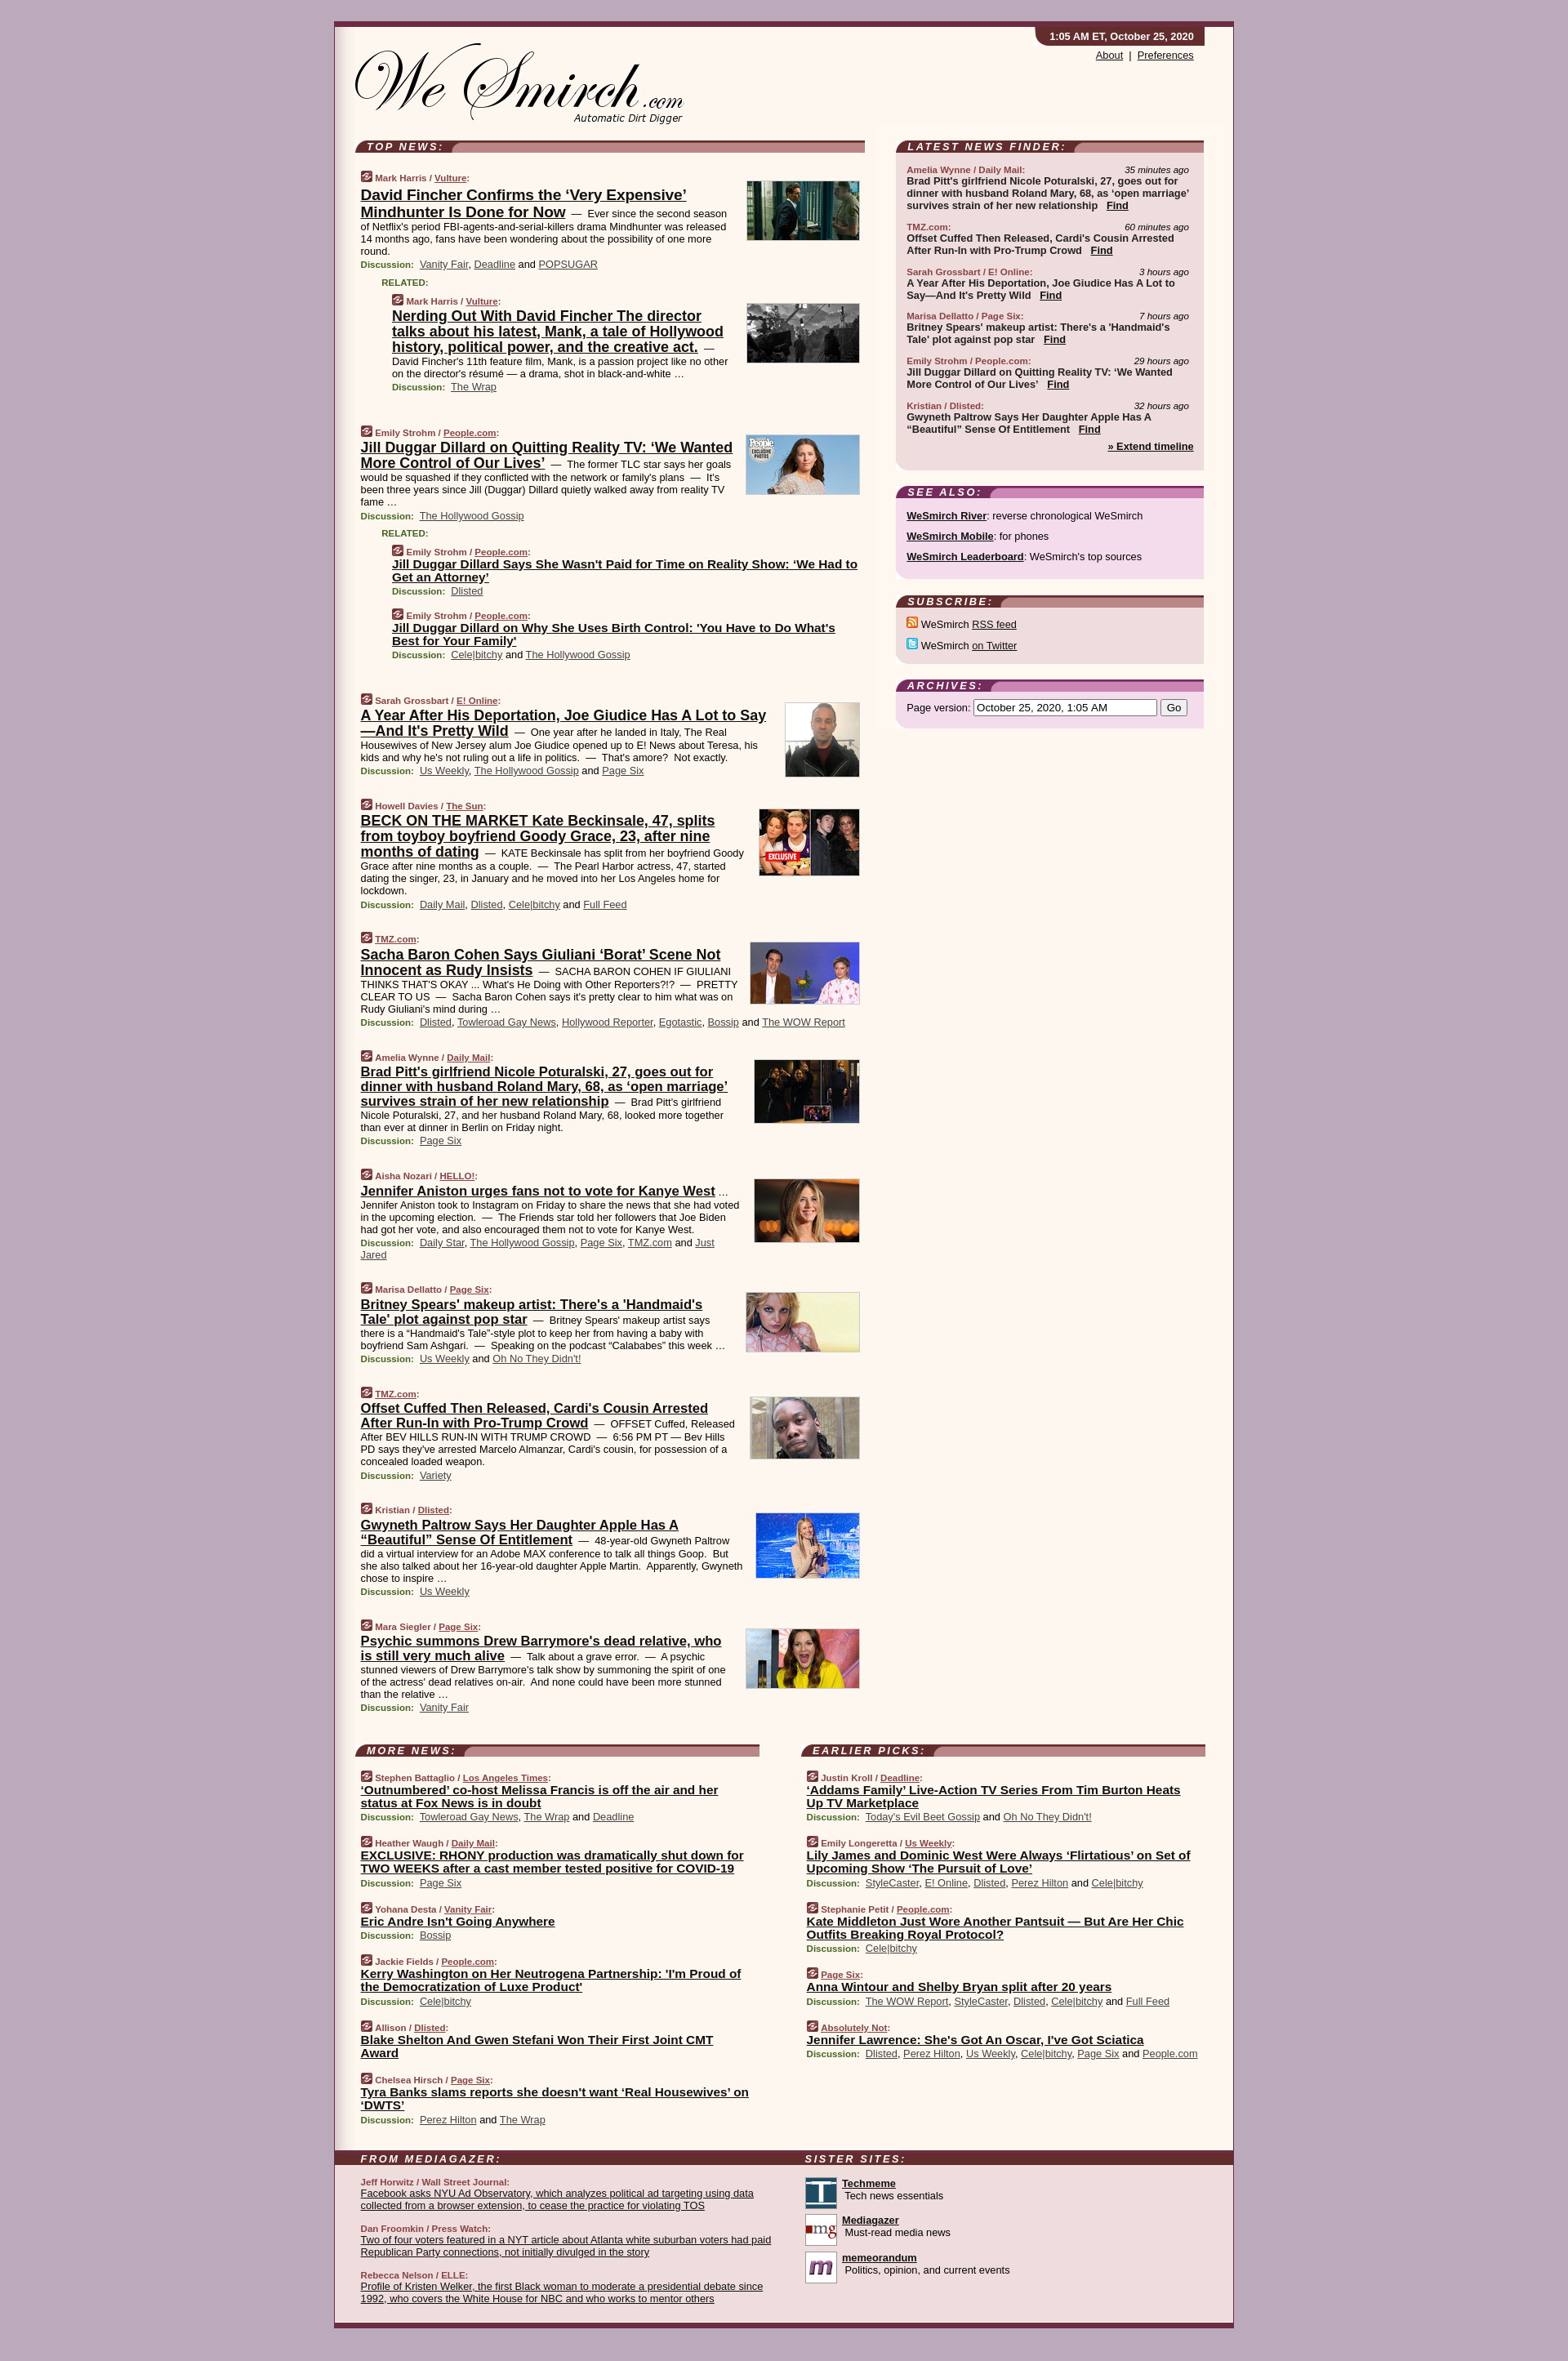 1:05 AM ET, October 25, 2020
About | Preferences
We Smirch.com
Automatic Dirt Digger
TOP NEWS:
Mark Harris / Vulture:
David Fincher Confirms the ‘Very Expensive’
Mindhunter Is Done for Now — Ever since the second season
of Netflix's period FBI-agents-and-serial-killers drama Mindhunter was released
14 months ago, fans have been wondering about the possibility of one more
round.
Discussion: Vanity Fair, Deadline and POPSUGAR
RELATED:
Mark Harris / Vulture:
Nerding Out With David Fincher The director
talks about his latest, Mank, a tale of Hollywood
history, political power, and the creative act. —
David Fincher's 11th feature film, Mank, is a passion project like no other
on the director's résumé — a drama, shot in black-and-white …
Discussion: The Wrap
Emily Strohm / People.com:
Jill Duggar Dillard on Quitting Reality TV: ‘We Wanted
More Control of Our Lives’ — The former TLC star says her goals
would be squashed if they conflicted with the network or family's plans — It's
been three years since Jill (Duggar) Dillard quietly walked away from reality TV
fame …
Discussion: The Hollywood Gossip
RELATED:
Emily Strohm / People.com:
Jill Duggar Dillard Says She Wasn't Paid for Time on Reality Show: ‘We Had to
Get an Attorney’
Discussion: Dlisted
Emily Strohm / People.com:
Jill Duggar Dillard on Why She Uses Birth Control: 'You Have to Do What's
Best for Your Family'
Discussion: Cele|bitchy and The Hollywood Gossip
Sarah Grossbart / E! Online:
A Year After His Deportation, Joe Giudice Has A Lot to Say
—And It's Pretty Wild — One year after he landed in Italy, The Real
Housewives of New Jersey alum Joe Giudice opened up to E! News about Teresa, his
kids and why he's not ruling out a life in politics. — That's amore? Not exactly.
Discussion: Us Weekly, The Hollywood Gossip and Page Six
Howell Davies / The Sun:
BECK ON THE MARKET Kate Beckinsale, 47, splits
from toyboy boyfriend Goody Grace, 23, after nine
months of dating — KATE Beckinsale has split from her boyfriend Goody
Grace after nine months as a couple. — The Pearl Harbor actress, 47, started
dating the singer, 23, in January and he moved into her Los Angeles home for
lockdown.
EXCLUSIVE
Discussion: Daily Mail, Dlisted, Cele|bitchy and Full Feed
TMZ.com:
Sacha Baron Cohen Says Giuliani ‘Borat’ Scene Not
Innocent as Rudy Insists — SACHA BARON COHEN IF GIULIANI
THINKS THAT'S OKAY ... What's He Doing with Other Reporters?!? — PRETTY
CLEAR TO US — Sacha Baron Cohen says it's pretty clear to him what was on
Rudy Giuliani's mind during …
Discussion: Dlisted, Towleroad Gay News, Hollywood Reporter, Egotastic, Bossip and The WOW Report
Amelia Wynne / Daily Mail:
Brad Pitt's girlfriend Nicole Poturalski, 27, goes out for
dinner with husband Roland Mary, 68, as ‘open marriage’
survives strain of her new relationship — Brad Pitt's girlfriend
Nicole Poturalski, 27, and her husband Roland Mary, 68, looked more together
than ever at dinner in Berlin on Friday night.
Discussion: Page Six
Aisha Nozari / HELLO!:
Jennifer Aniston urges fans not to vote for Kanye West …
Jennifer Aniston took to Instagram on Friday to share the news that she had voted
in the upcoming election. — The Friends star told her followers that Joe Biden
had got her vote, and also encouraged them not to vote for Kanye West.
Discussion: Daily Star, The Hollywood Gossip, Page Six, TMZ.com and Just
Jared
Marisa Dellatto / Page Six:
Britney Spears' makeup artist: There's a 'Handmaid's
Tale' plot against pop star — Britney Spears' makeup artist says
there is a “Handmaid's Tale”-style plot to keep her from having a baby with
boyfriend Sam Ashgari. — Speaking on the podcast “Calababes” this week …
Discussion: Us Weekly and Oh No They Didn't!
TMZ.com:
Offset Cuffed Then Released, Cardi's Cousin Arrested
After Run-In with Pro-Trump Crowd — OFFSET Cuffed, Released
After BEV HILLS RUN-IN WITH TRUMP CROWD — 6:56 PM PT — Bev Hills
PD says they've arrested Marcelo Almanzar, Cardi's cousin, for possession of a
concealed loaded weapon.
Discussion: Variety
Kristian / Dlisted:
Gwyneth Paltrow Says Her Daughter Apple Has A
“Beautiful” Sense Of Entitlement — 48-year-old Gwyneth Paltrow
did a virtual interview for an Adobe MAX conference to talk all things Goop. But
she also talked about her 16-year-old daughter Apple Martin. Apparently, Gwyneth
chose to inspire …
Discussion: Us Weekly
Mara Siegler / Page Six:
Psychic summons Drew Barrymore's dead relative, who
is still very much alive — Talk about a grave error. — A psychic
stunned viewers of Drew Barrymore's talk show by summoning the spirit of one
of the actress' dead relatives on-air. And none could have been more stunned
than the relative …
Discussion: Vanity Fair
LATEST NEWS FINDER:
Amelia Wynne / Daily Mail: 35 minutes ago
Brad Pitt's girlfriend Nicole Poturalski, 27, goes out for
dinner with husband Roland Mary, 68, as ‘open marriage’
survives strain of her new relationship Find
TMZ.com: 60 minutes ago
Offset Cuffed Then Released, Cardi's Cousin Arrested
After Run-In with Pro-Trump Crowd Find
Sarah Grossbart / E! Online: 3 hours ago
A Year After His Deportation, Joe Giudice Has A Lot to
Say—And It's Pretty Wild Find
Marisa Dellatto / Page Six: 7 hours ago
Britney Spears' makeup artist: There's a 'Handmaid's
Tale' plot against pop star Find
Emily Strohm / People.com: 29 hours ago
Jill Duggar Dillard on Quitting Reality TV: ‘We Wanted
More Control of Our Lives’ Find
Kristian / Dlisted: 32 hours ago
Gwyneth Paltrow Says Her Daughter Apple Has A
“Beautiful” Sense Of Entitlement Find
» Extend timeline
SEE ALSO:
WeSmirch River: reverse chronological WeSmirch
WeSmirch Mobile: for phones
WeSmirch Leaderboard: WeSmirch's top sources
SUBSCRIBE:
WeSmirch RSS feed
WeSmirch on Twitter
ARCHIVES:
Page version: October 25, 2020, 1:05 AM Go
MORE NEWS:
Stephen Battaglio / Los Angeles Times:
‘Outnumbered’ co-host Melissa Francis is off the air and her
status at Fox News is in doubt
Discussion: Towleroad Gay News, The Wrap and Deadline
Heather Waugh / Daily Mail:
EXCLUSIVE: RHONY production was dramatically shut down for
TWO WEEKS after a cast member tested positive for COVID-19
Discussion: Page Six
Yohana Desta / Vanity Fair:
Eric Andre Isn't Going Anywhere
Discussion: Bossip
Jackie Fields / People.com:
Kerry Washington on Her Neutrogena Partnership: 'I'm Proud of
the Democratization of Luxe Product'
Discussion: Cele|bitchy
Allison / Dlisted:
Blake Shelton And Gwen Stefani Won Their First Joint CMT
Award
Chelsea Hirsch / Page Six:
Tyra Banks slams reports she doesn't want ‘Real Housewives’ on
‘DWTS’
Discussion: Perez Hilton and The Wrap
EARLIER PICKS:
Justin Kroll / Deadline:
‘Addams Family’ Live-Action TV Series From Tim Burton Heats
Up TV Marketplace
Discussion: Today's Evil Beet Gossip and Oh No They Didn't!
Emily Longeretta / Us Weekly:
Lily James and Dominic West Were Always ‘Flirtatious’ on Set of
Upcoming Show ‘The Pursuit of Love’
Discussion: StyleCaster, E! Online, Dlisted, Perez Hilton and Cele|bitchy
Stephanie Petit / People.com:
Kate Middleton Just Wore Another Pantsuit — But Are Her Chic
Outfits Breaking Royal Protocol?
Discussion: Cele|bitchy
Page Six:
Anna Wintour and Shelby Bryan split after 20 years
Discussion: The WOW Report, StyleCaster, Dlisted, Cele|bitchy and Full Feed
Absolutely Not:
Jennifer Lawrence: She's Got An Oscar, I've Got Sciatica
Discussion: Dlisted, Perez Hilton, Us Weekly, Cele|bitchy, Page Six and People.com
FROM MEDIAGAZER:
Jeff Horwitz / Wall Street Journal:
Facebook asks NYU Ad Observatory, which analyzes political ad targeting using data
collected from a browser extension, to cease the practice for violating TOS
Dan Froomkin / Press Watch:
Two of four voters featured in a NYT article about Atlanta white suburban voters had paid
Republican Party connections, not initially divulged in the story
Rebecca Nelson / ELLE:
Profile of Kristen Welker, the first Black woman to moderate a presidential debate since
1992, who covers the White House for NBC and who works to mentor others
SISTER SITES:
T
Techmeme
Tech news essentials
mg
Mediagazer
Must-read media news
m
memeorandum
Politics, opinion, and current events